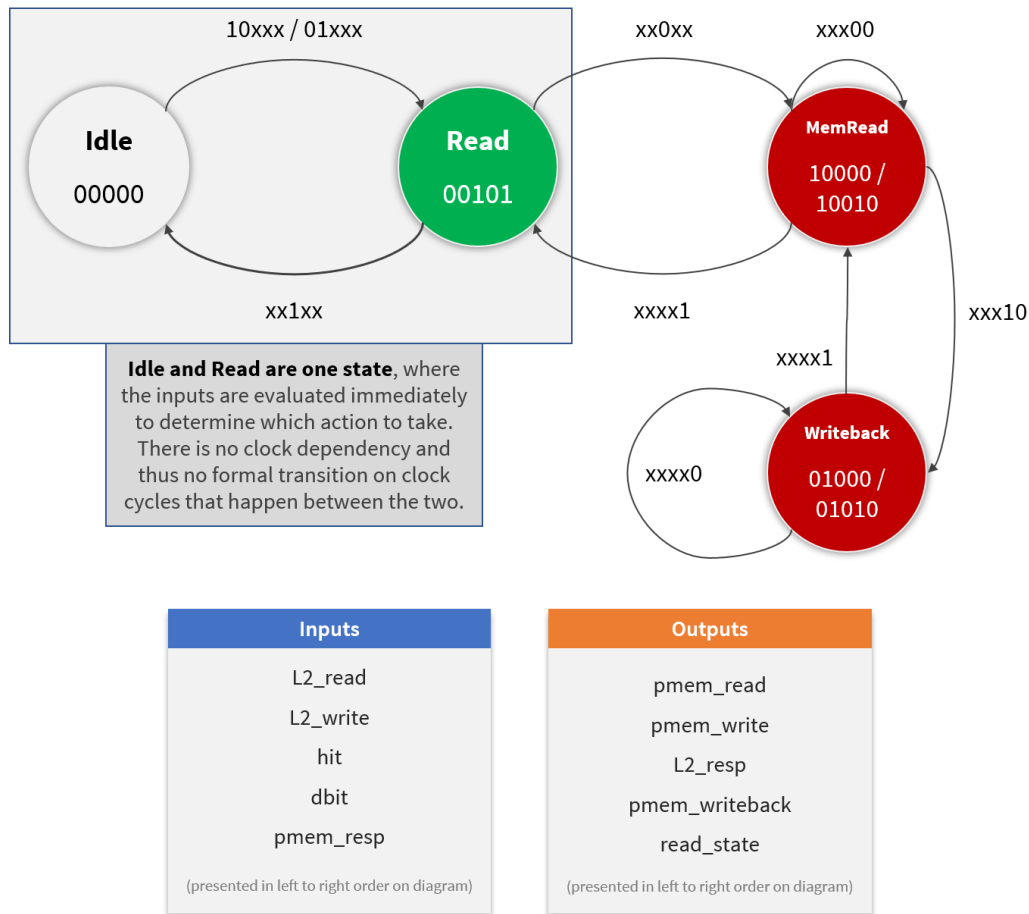 10xxx / 01xxx
xx0xx
xxx00
Idle
00000
Read
00101
MemRead
10000 /
10010
xx1xx
xxxx1
xxx10
Idle and Read are one state, where
the inputs are evaluated immediately
to determine which action to take.
There is no clock dependency and
thus no formal transition on clock
cycles that happen between the two.
xxxx1
Writeback
01000 /
01010
xxxx0
Inputs
L2_read
L2_write
hit
dbit
pmem_resp
(presented in left to right order on diagram)
Outputs
pmem_read
pmem_write
L2_resp
pmem_writeback
read_state
(presented in left to right order on diagram)